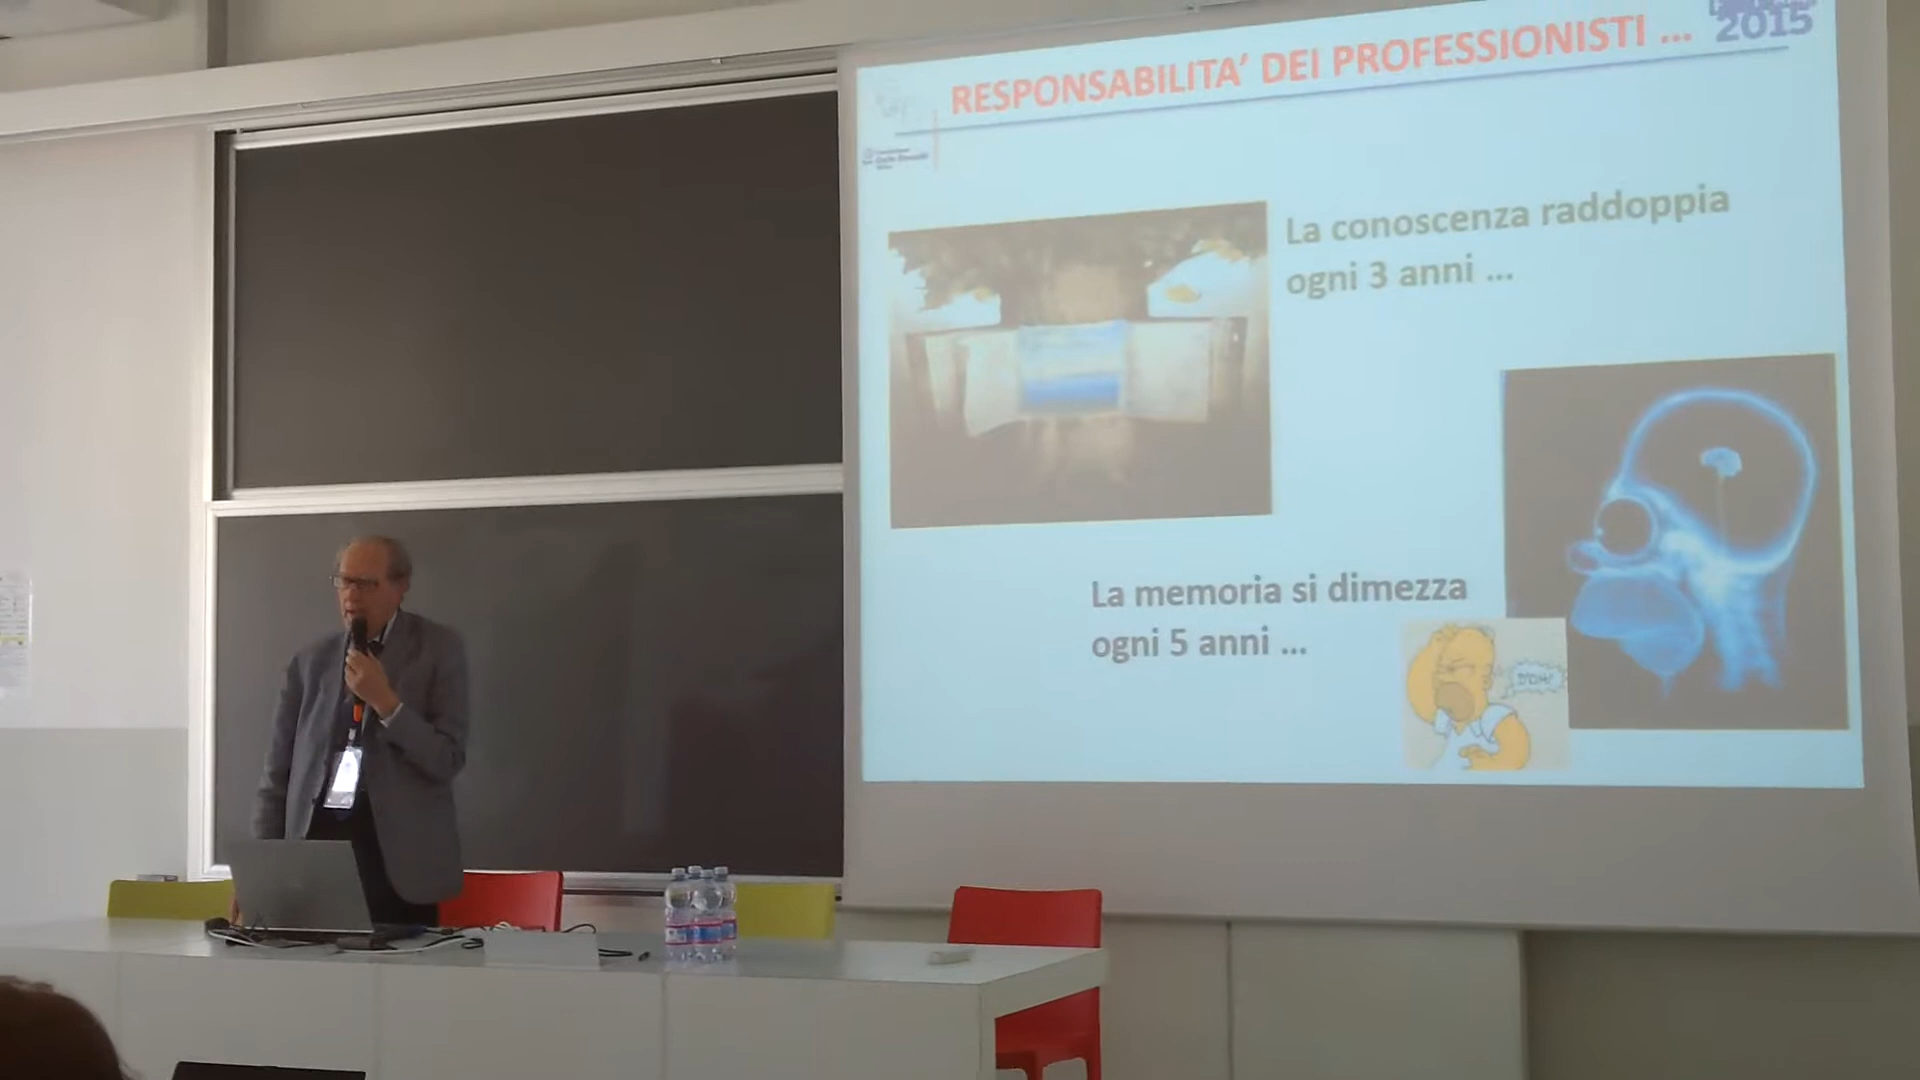 RESPONSABILITA’ DEI PROFESSIONISTI ...
2015
La conoscenza raddoppia
ogni 3 anni ...
La memoria si dimezza
ogni 5 anni ...
D'OH!